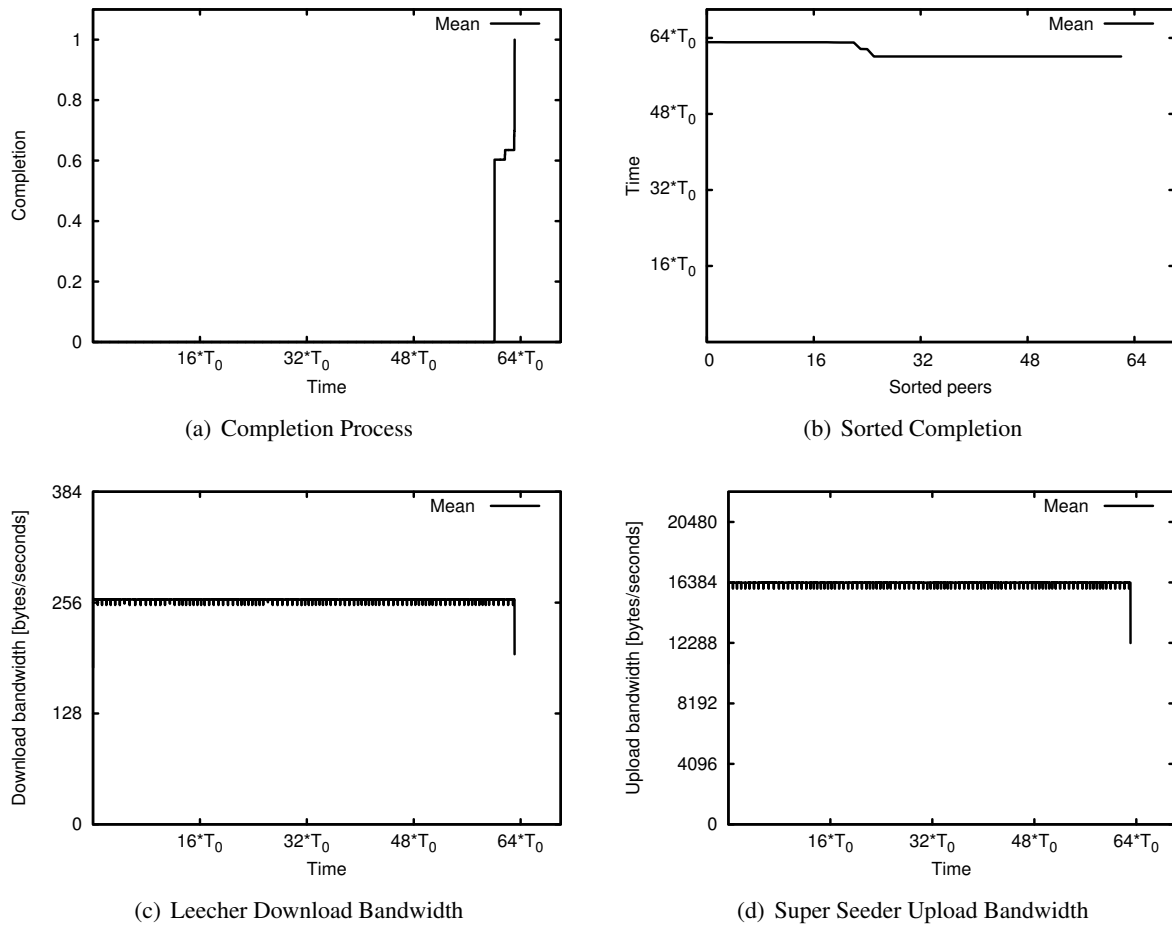 Mean
1
0.8
0.6
0.4
0.2
0
Completion
16*T₀ 32*T₀ 48*T₀ 64*T₀
Time
(a) Completion Process
Mean
64*T₀
48*T₀
32*T₀
16*T₀
Time
0 16 32 48 64
Sorted peers
(b) Sorted Completion
Mean
384
256
128
0
Download bandwidth [bytes/seconds]
16*T₀ 32*T₀ 48*T₀ 64*T₀
Time
(c) Leecher Download Bandwidth
Mean
20480
16384
12288
8192
4096
0
Upload bandwidth [bytes/seconds]
16*T₀ 32*T₀ 48*T₀ 64*T₀
Time
(d) Super Seeder Upload Bandwidth